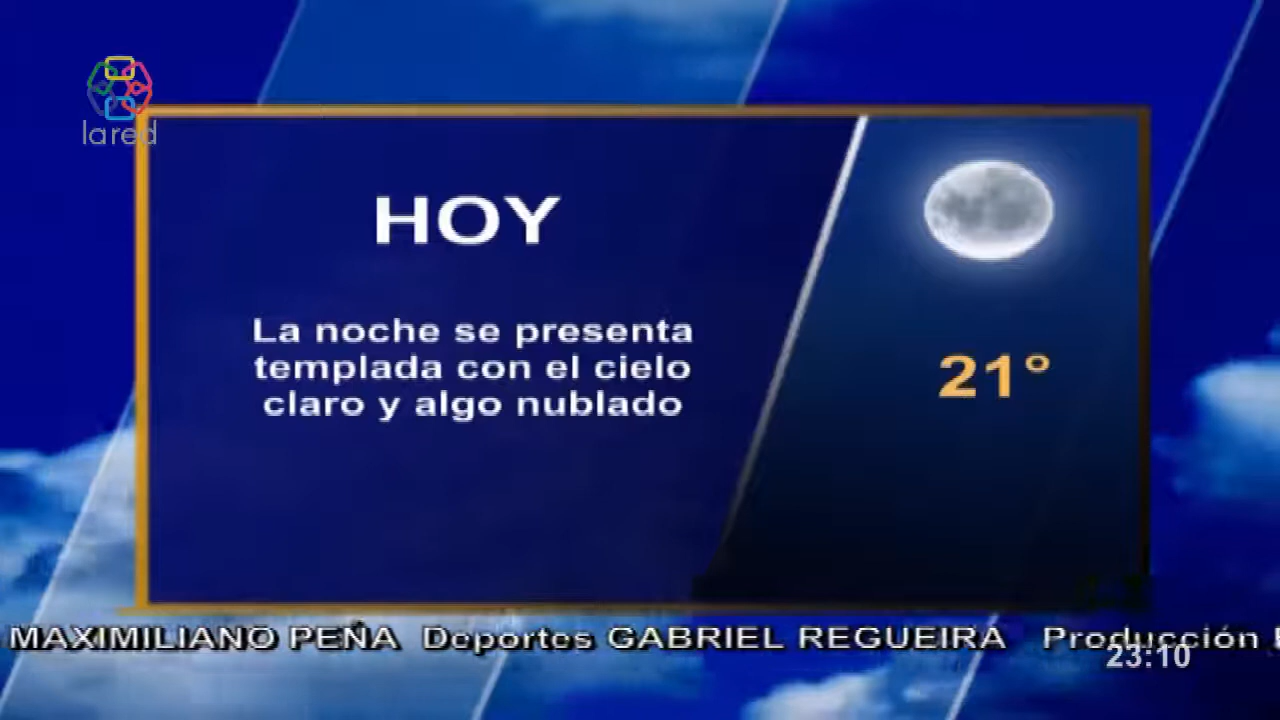 lared
HOY
La noche se presenta
templada con el cielo
claro y algo nublado
21°
MAXIMILIANO PEÑA Deportes GABRIEL REGUEIRA Producción
23:10